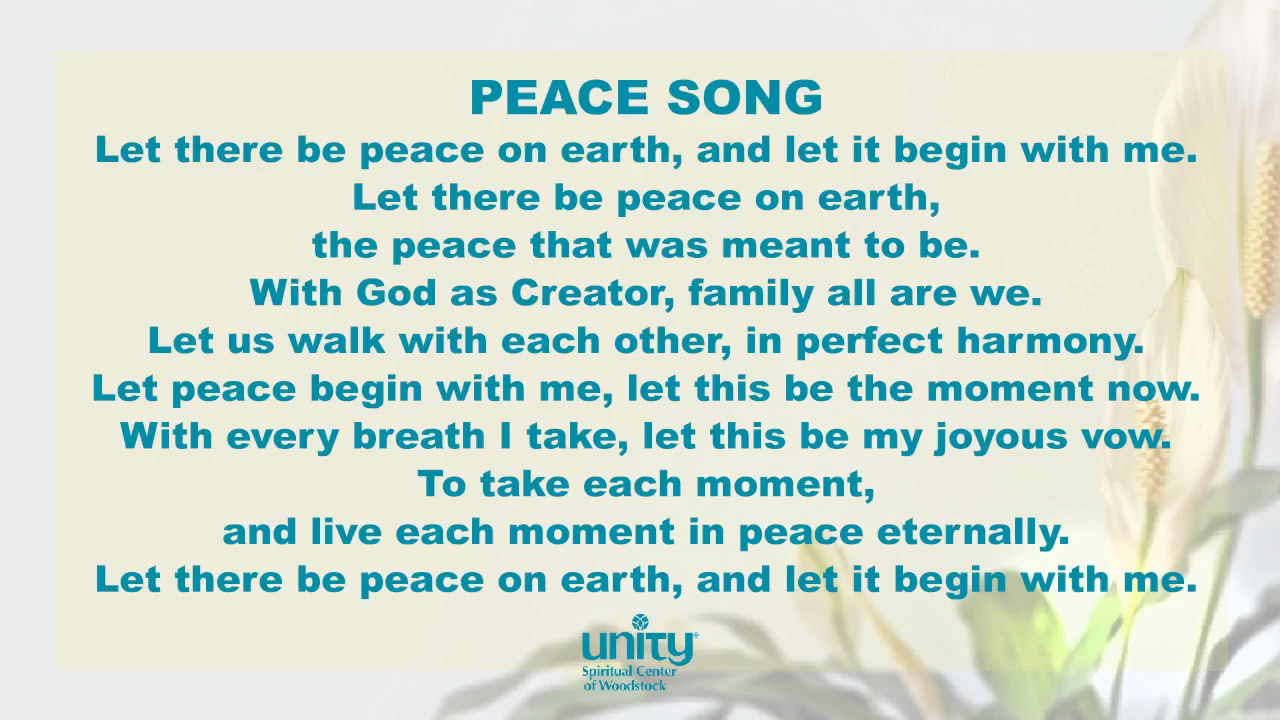 PEACE SONG
Let there be peace on earth, and let it begin with me.
Let there be peace on earth,
the peace that was meant to be.
With God as Creator, family all are we.
Let us walk with each other, in perfect harmony.
Let peace begin with me, let this be the moment now.
With every breath I take, let this be my joyous vow.
To take each moment,
and live each moment in peace eternally.
Let there be peace on earth, and let it begin with me.
unity®
Spiritual Center
of Woodstock